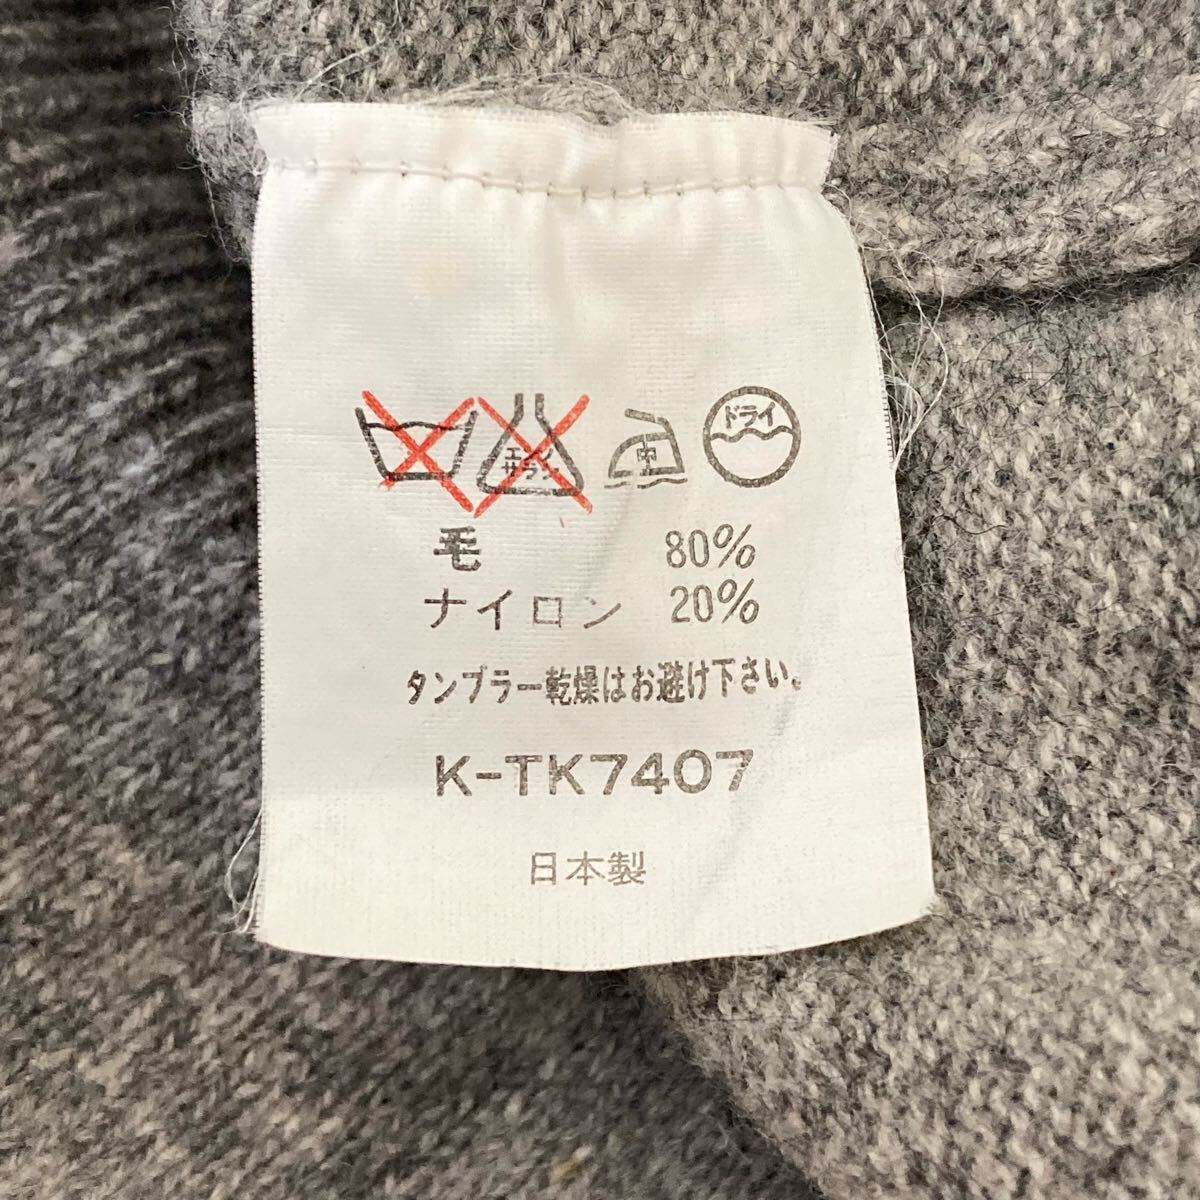 エンソ サラシ 中 ドライ
毛 80%
ナイロン 20%
タンブラー乾燥はお避け下さい。
K-TK7407
日本製